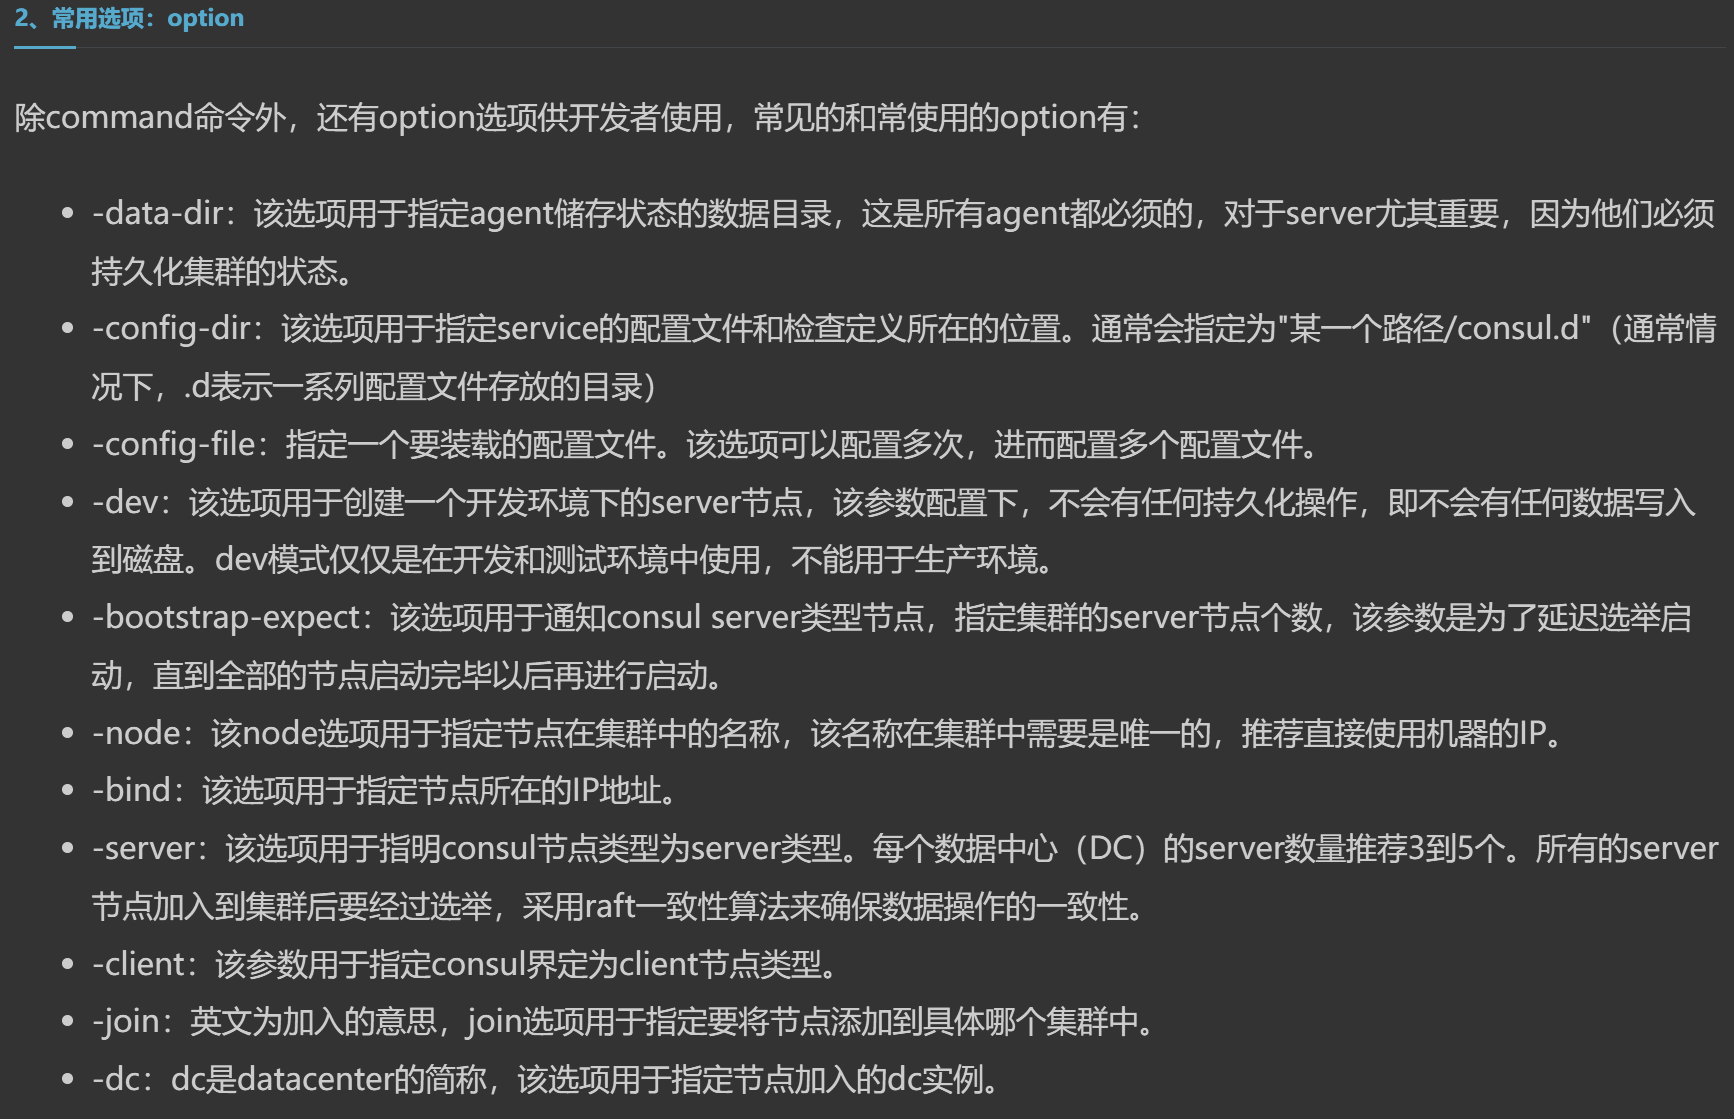 2、常用选项：option
除command命令外，还有option选项供开发者使用，常见的和常使用的option有：
-data-dir：该选项用于指定agent储存状态的数据目录，这是所有agent都必须的，对于server尤其重要，因为他们必须
持久化集群的状态。
-config-dir：该选项用于指定service的配置文件和检查定义所在的位置。通常会指定为"某一个路径/consul.d"（通常情
况下，.d表示一系列配置文件存放的目录）
-config-file：指定一个要装载的配置文件。该选项可以配置多次，进而配置多个配置文件。
-dev：该选项用于创建一个开发环境下的server节点，该参数配置下，不会有任何持久化操作，即不会有任何数据写入
到磁盘。dev模式仅仅是在开发和测试环境中使用，不能用于生产环境。
-bootstrap-expect：该选项用于通知consul server类型节点，指定集群的server节点个数，该参数是为了延迟选举启
动，直到全部的节点启动完毕以后再进行启动。
-node：该node选项用于指定节点在集群中的名称，该名称在集群中需要是唯一的，推荐直接使用机器的IP。
-bind：该选项用于指定节点所在的IP地址。
-server：该选项用于指明consul节点类型为server类型。每个数据中心（DC）的server数量推荐3到5个。所有的server
节点加入到集群后要经过选举，采用raft一致性算法来确保数据操作的一致性。
-client：该参数用于指定consul界定为client节点类型。
-join：英文为加入的意思，join选项用于指定要将节点添加到具体哪个集群中。
-dc：dc是datacenter的简称，该选项用于指定节点加入的dc实例。